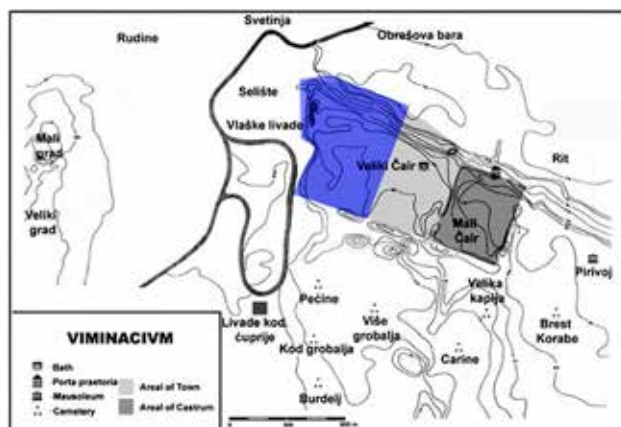 Svetinja
Rudine
Obrešova bara
Selište
Vlaške livade
Mali
grad
Veliki Čair
Rit
Veliki
grad
Mali
Čair
Pirivoj
Pećine
Velika
kaplja
Livade kod
ćuprije
Više
grobalja
Brest
Korabe
Kod grobalja
Carine
Burdelj
VIMINACIVM
Bath
Porta praetoria
Mausoleum
Cemetery
Areal of Town
Areal of Castrum